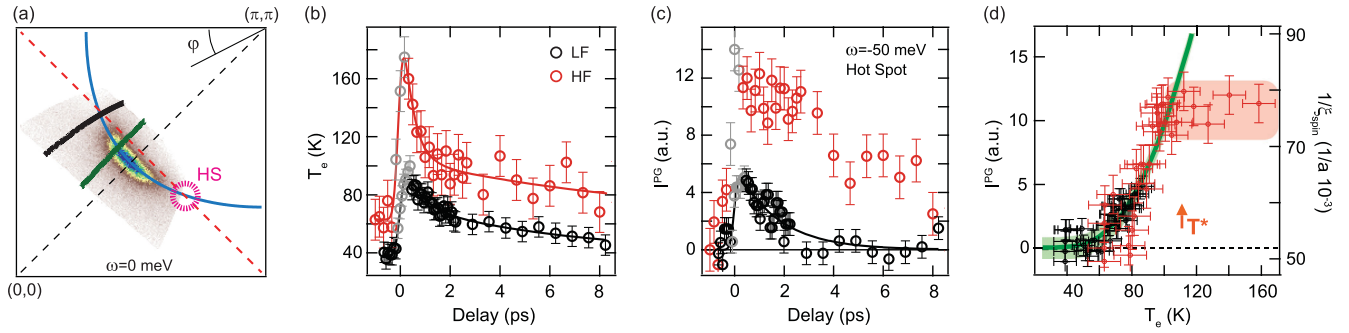 (a)
(π,π)
φ
HS
ω=0 meV
(0,0)
(b)
LF
HF
160
120
80
40
T_e (K)
0 2 4 6 8
Delay (ps)
(c)
ω=-50 meV
Hot Spot
12
8
4
0
I^PG (a.u.)
0 2 4 6 8
Delay (ps)
(d)
15
10
5
0
I^PG (a.u.)
90
70
50
1/ξ_spin (1/a 10^-3)
T*
40 80 120 160
T_e (K)